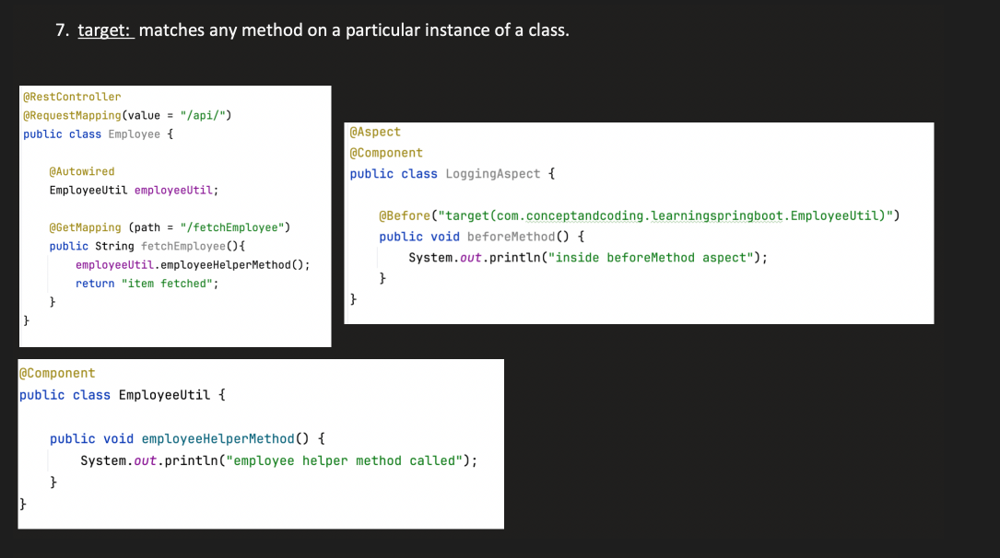 7. target: matches any method on a particular instance of a class.
@RestController
@RequestMapping(value = "/api/")
public class Employee {
@Autowired
EmployeeUtil employeeUtil;
@GetMapping (path = "/fetchEmployee")
public String fetchEmployee(){
employeeUtil.employeeHelperMethod();
return "item fetched";
}
}
@Aspect
@Component
public class LoggingAspect {
@Before("target(com.conceptandcoding.learningspringboot.EmployeeUtil)")
public void beforeMethod() {
System.out.println("inside beforeMethod aspect");
}
}
@Component
public class EmployeeUtil {
public void employeeHelperMethod() {
System.out.println("employee helper method called");
}
}